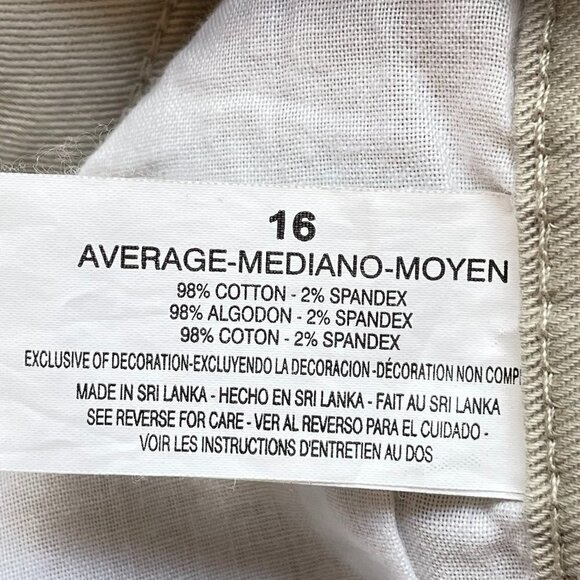 16
AVERAGE-MEDIANO-MOYEN
98% COTTON - 2% SPANDEX
98% ALGODON - 2% SPANDEX
98% COTON - 2% SPANDEX
EXCLUSIVE OF DECORATION-EXCLUYENDO LA DECORACION-DÉCORATION NON
MADE IN SRI LANKA - HECHO EN SRI LANKA - FAIT AU SRI LANKA
SEE REVERSE FOR CARE - VER AL REVERSO PARA EL CUIDADO -
VOIR LES INSTRUCTIONS D'ENTRETIEN AU DOS